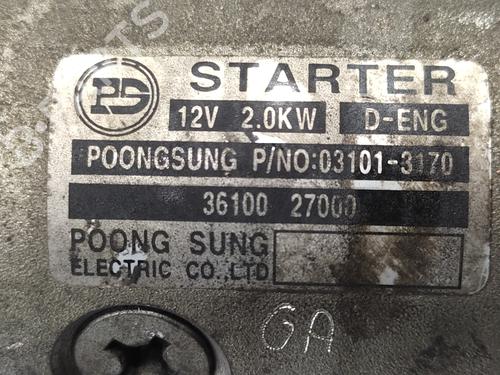 PS STARTER
12V 2.0KW D-ENG
POONGSUNG P/NO:03101-3170
36100 27000
POONG SUNG
ELECTRIC CO.,LTD
GA